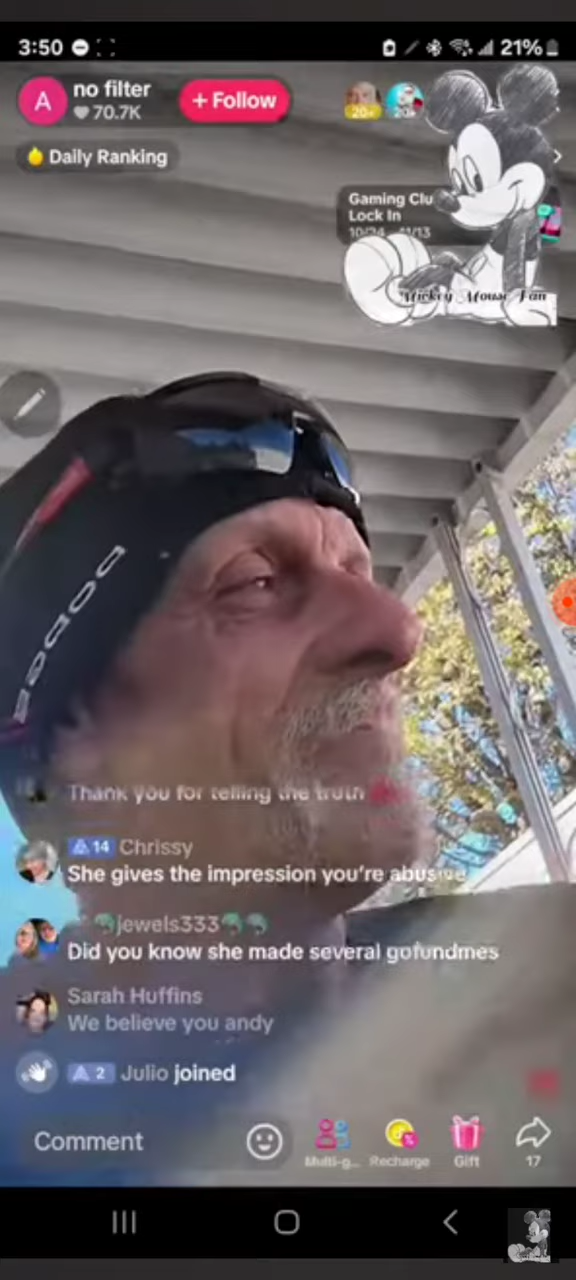 3:50
21%
A
no filter
70.7K
+ Follow
20+
20+
Daily Ranking
Gaming Clu
Lock In
10/24 - 11/13
Mickey Mouse Fan
Thank you for telling the truth
14 Chrissy
She gives the impression you're abusive
jewels333
Did you know she made several gofundmes
Sarah Huffins
We believe you andy
2 Julio joined
Comment
Multi-g...
Recharge
Gift
17